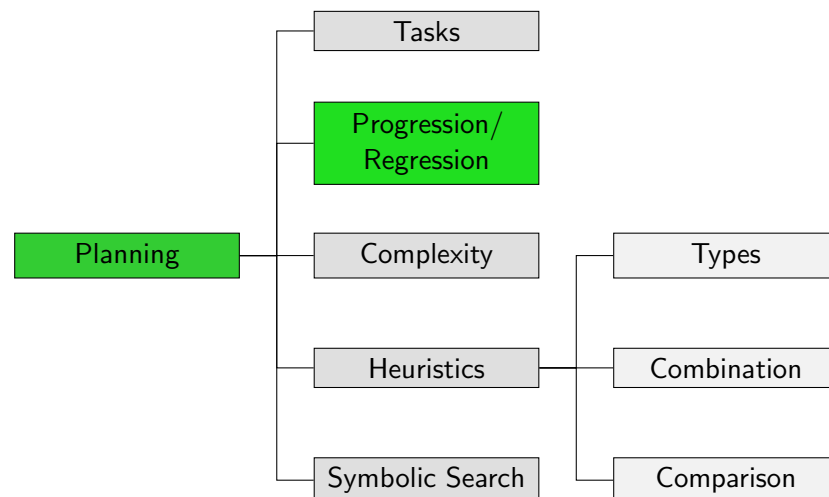 Tasks
Progression/
Regression
Planning
Complexity
Types
Heuristics
Combination
Symbolic Search
Comparison